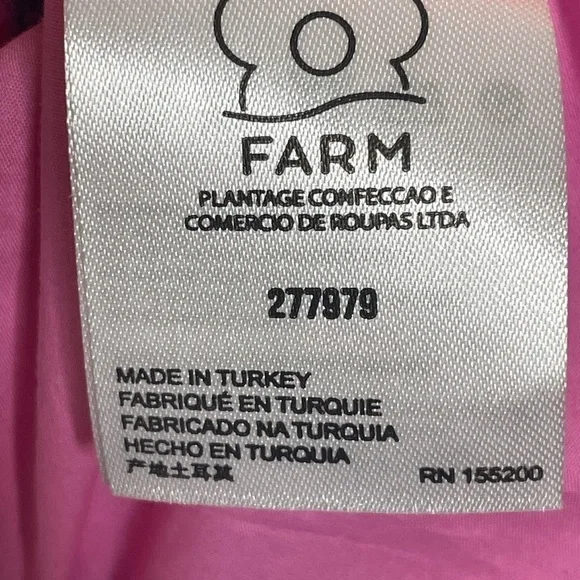 FARM
PLANTAGE CONFECCAO E
COMERCIO DE ROUPAS LTDA
277979
MADE IN TURKEY
FABRIQUÉ EN TURQUIE
FABRICADO NA TURQUIA
HECHO EN TURQUIA
产地土耳其
RN 155200